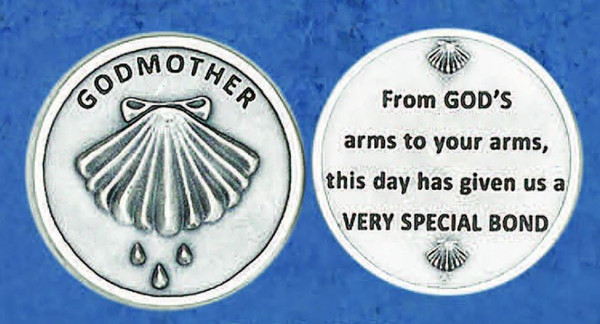 GODMOTHER
From GOD'S
arms to your arms,
this day has given us a
VERY SPECIAL BOND